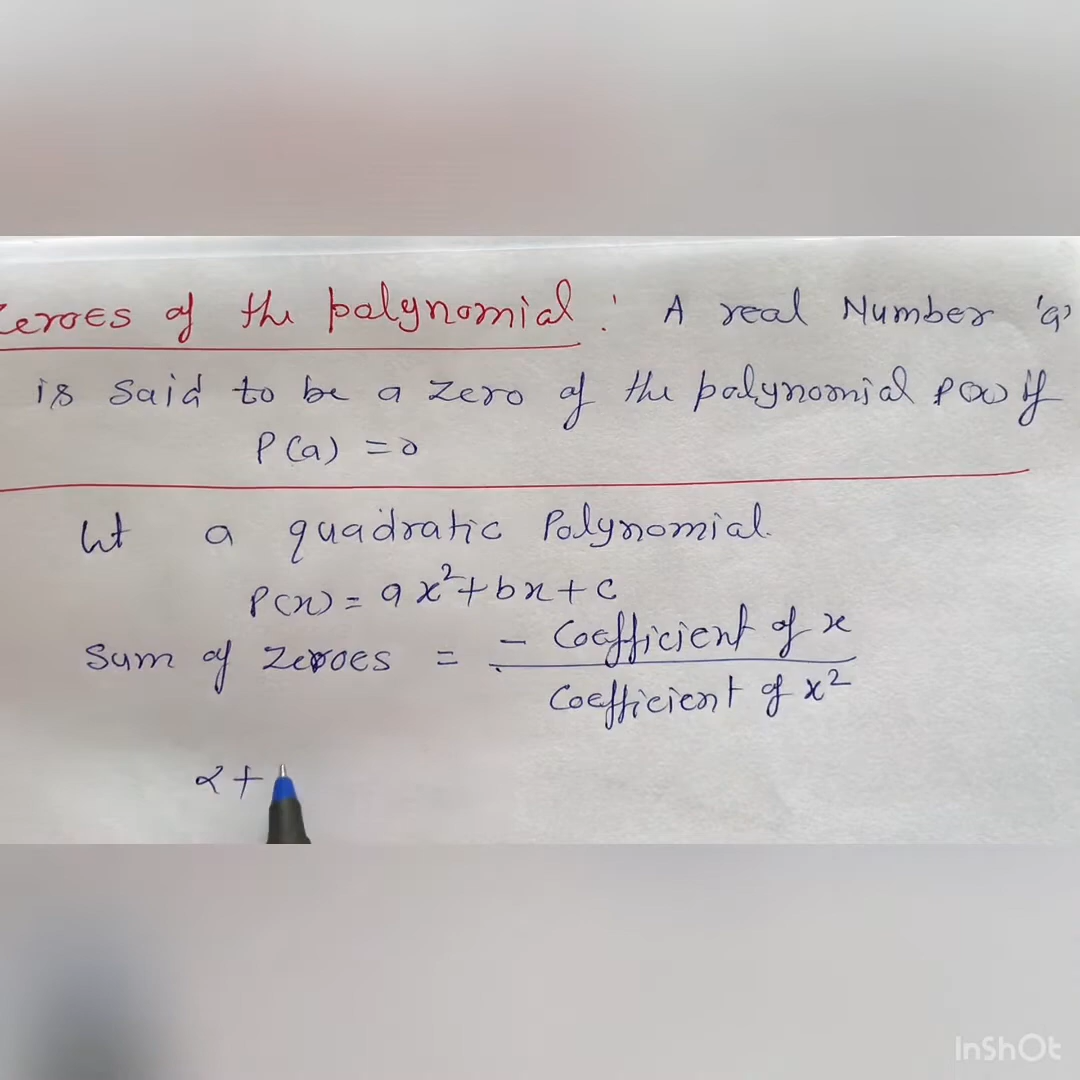 Zeroes of the polynomial : A real Number 'a'
is said to be a zero of the polynomial P(x) if
P(a) = 0
Let a quadratic Polynomial.
P(x) = ax²+bx+c
Sum of zeroes = - Coefficient of x
Coefficient of x²
α +
InShOt